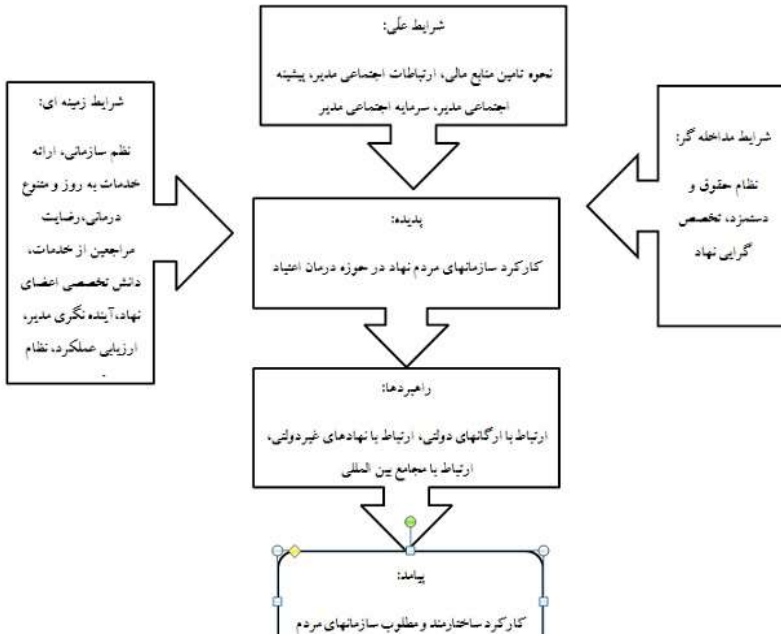 شرایط علّی:
نحوه تامین منابع مالی، ارتباطات اجتماعی مدیر، پیشینه
اجتماعی مدیر، سرمایه اجتماعی مدیر
شرایط مداخله گر:
نظام حقوق و
دستمزد، تخصص
گرایی نهاد
شرایط زمینه ای:
نظم سازمانی، ارائه
خدمات به روز و متنوع
درمانی، رضایت
مراجعین از خدمات،
دانش تخصصی اعضای
نهاد، آینده نگری مدیر،
ارزیابی عملکرد، نظام
پدیده:
کارکرد سازمانهای مردم نهاد در حوزه درمان اعتیاد
راهبردها:
ارتباط با ارگانهای دولتی، ارتباط با نهادهای غیردولتی،
ارتباط با مجامع بین المللی
پیامد:
کارکرد ساختارمند و مطلوب سازمانهای مردم